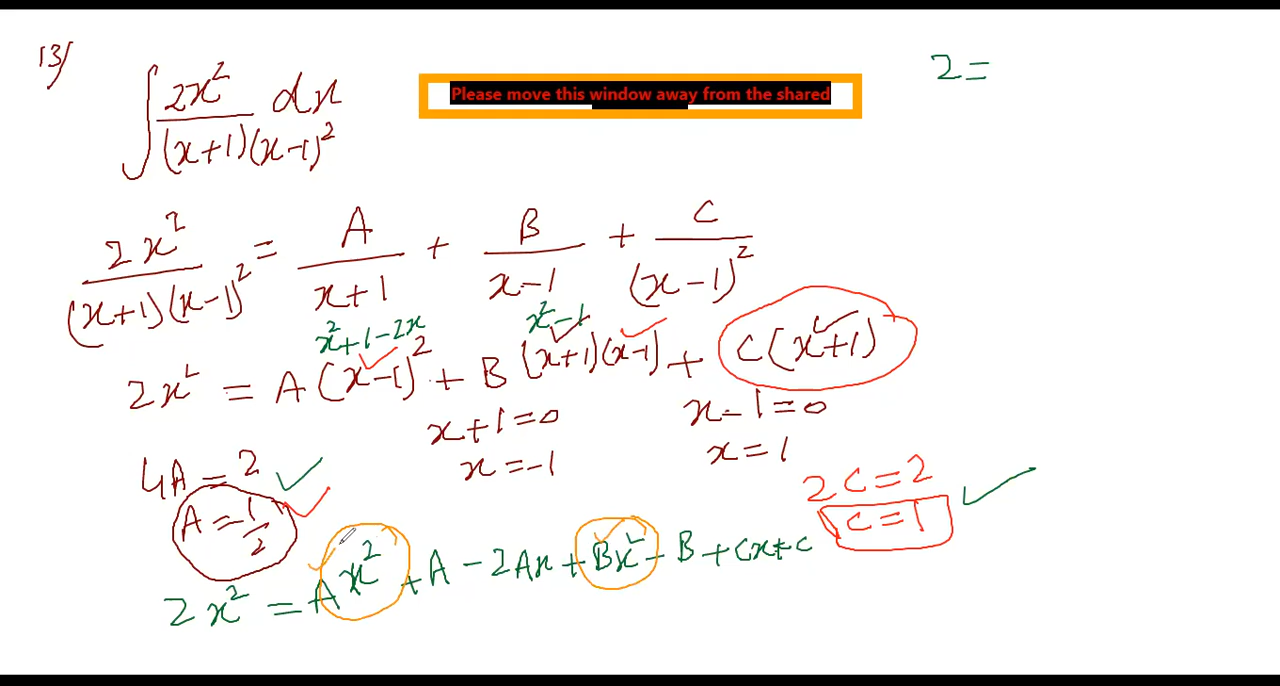 13/
∫ 2x² / (x+1)(x-1)² dx
Please move this window away from the shared
2=
2x² / (x+1)(x-1)² = A / x+1 + B / x-1 + C / (x-1)²
x²+1-2x x²-1
2x² = A(x-1)² + B(x+1)(x-1) + C(x+1)
x+1=0 x-1=0
x=-1 x=1
4A=2 2C=2
A=1/2 C=1
2x² = Ax² + A - 2Ax + Bx² - B + Cx + C